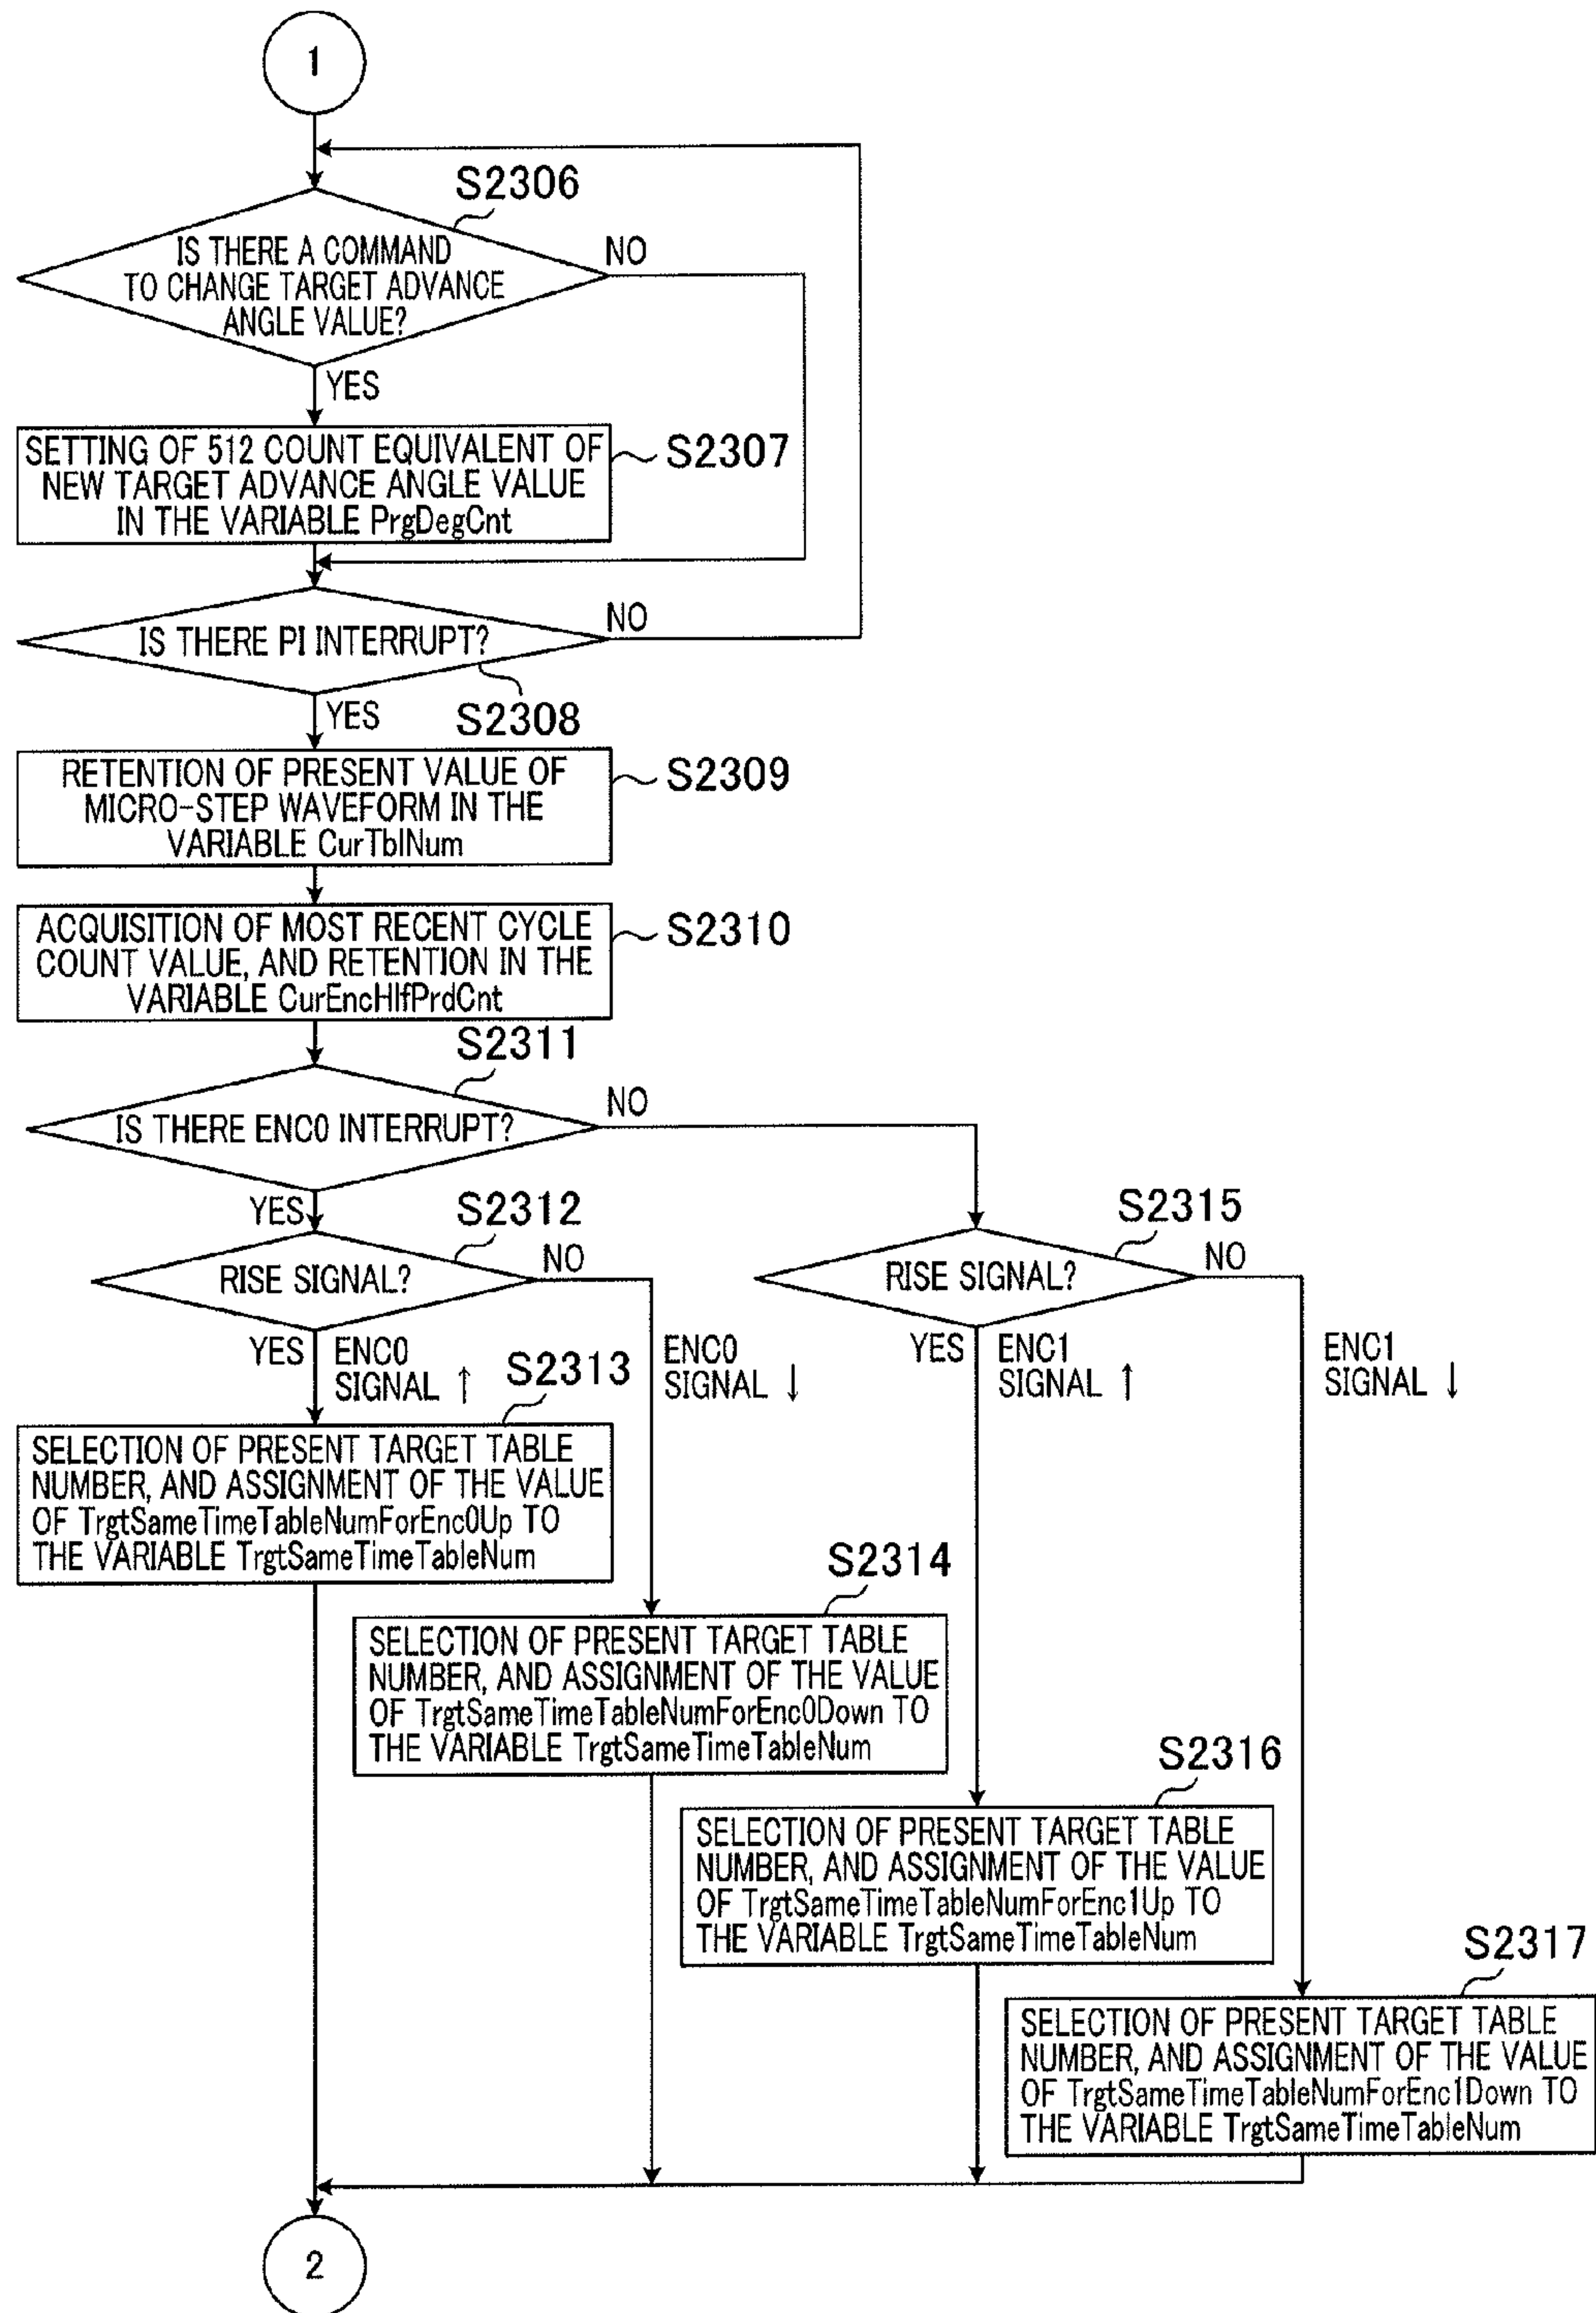 1
S2306
IS THERE A COMMAND
TO CHANGE TARGET ADVANCE
ANGLE VALUE?
NO
YES
SETTING OF 512 COUNT EQUIVALENT OF
NEW TARGET ADVANCE ANGLE VALUE
IN THE VARIABLE PrgDegCnt
S2307
IS THERE PI INTERRUPT?
NO
YES
S2308
RETENTION OF PRESENT VALUE OF
MICRO-STEP WAVEFORM IN THE
VARIABLE CurTblNum
S2309
ACQUISITION OF MOST RECENT CYCLE
COUNT VALUE, AND RETENTION IN THE
VARIABLE CurEncHlfPrdCnt
S2310
S2311
IS THERE ENC0 INTERRUPT?
NO
YES
S2312
RISE SIGNAL?
NO
S2315
RISE SIGNAL?
NO
YES
ENC0
SIGNAL ↑
ENC0
SIGNAL ↓
YES
ENC1
SIGNAL ↑
ENC1
SIGNAL ↓
S2313
SELECTION OF PRESENT TARGET TABLE
NUMBER, AND ASSIGNMENT OF THE VALUE
OF TrgtSameTimeTableNumForEnc0Up TO
THE VARIABLE TrgtSameTimeTableNum
S2314
SELECTION OF PRESENT TARGET TABLE
NUMBER, AND ASSIGNMENT OF THE VALUE
OF TrgtSameTimeTableNumForEnc0Down TO
THE VARIABLE TrgtSameTimeTableNum
S2316
SELECTION OF PRESENT TARGET TABLE
NUMBER, AND ASSIGNMENT OF THE VALUE
OF TrgtSameTimeTableNumForEnc1Up TO
THE VARIABLE TrgtSameTimeTableNum
S2317
SELECTION OF PRESENT TARGET TABLE
NUMBER, AND ASSIGNMENT OF THE VALUE
OF TrgtSameTimeTableNumForEnc1Down TO
THE VARIABLE TrgtSameTimeTableNum
2